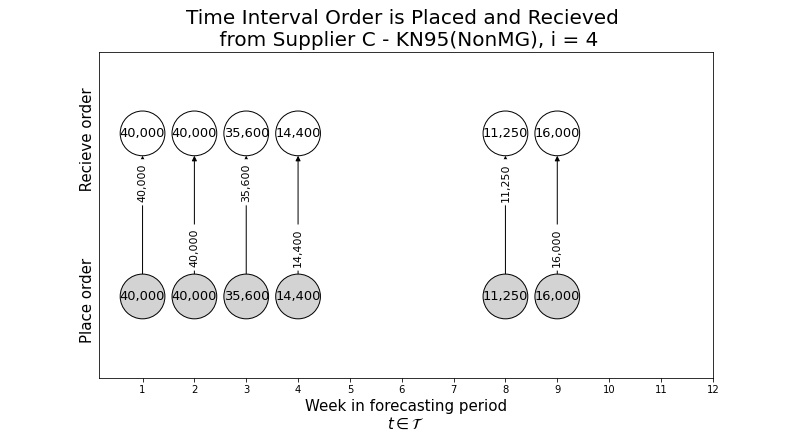 Time Interval Order is Placed and Recieved
from Supplier C - KN95(NonMG), i = 4
Recieve order
40,000 40,000 35,600 14,400 11,250 16,000
40,000 35,600 11,250
40,000 14,400 16,000
Place order
40,000 40,000 35,600 14,400 11,250 16,000
1 2 3 4 5 6 7 8 9 10 11 12
Week in forecasting period
t ∈ 𝒯